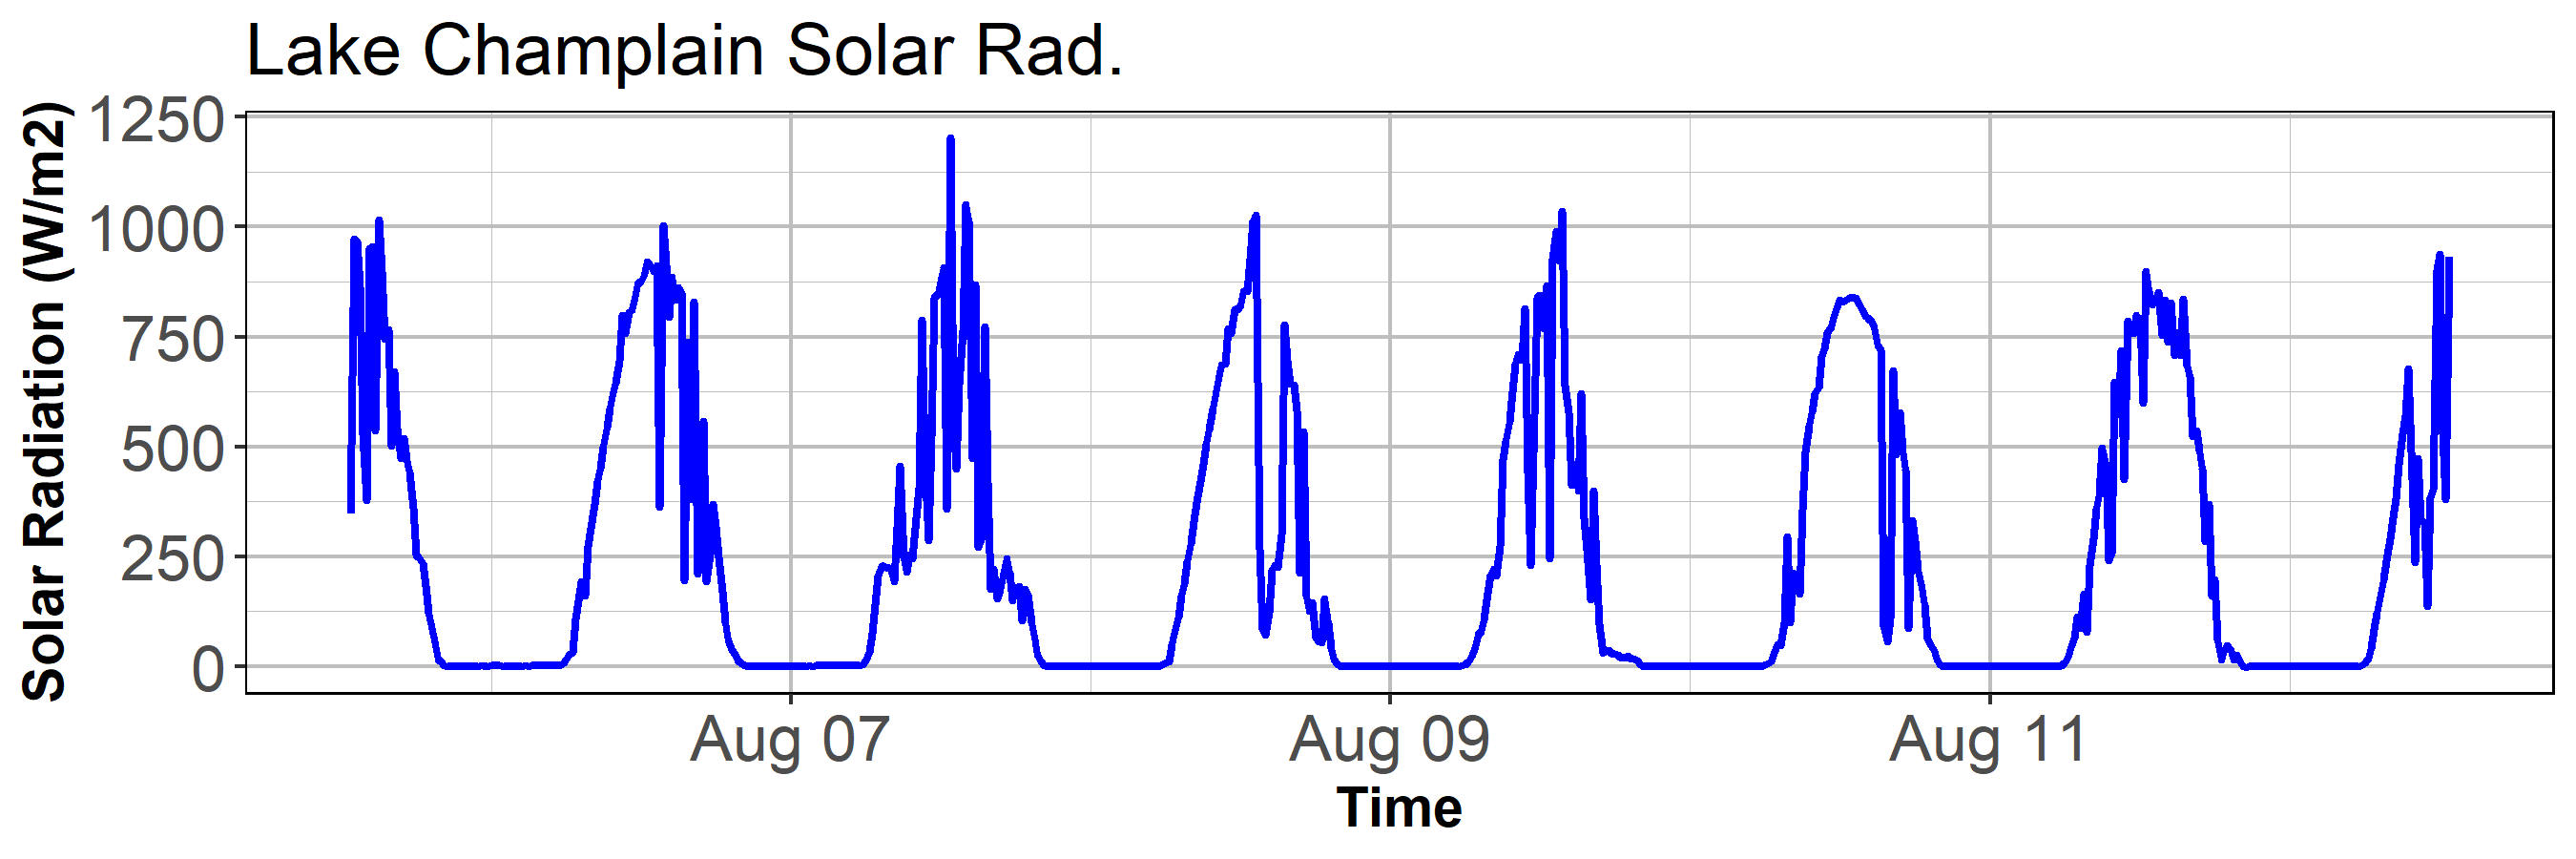 Lake Champlain Solar Rad.
Solar Radiation (W/m2)
1250
1000
750
500
250
0
Aug 07 Aug 09 Aug 11
Time